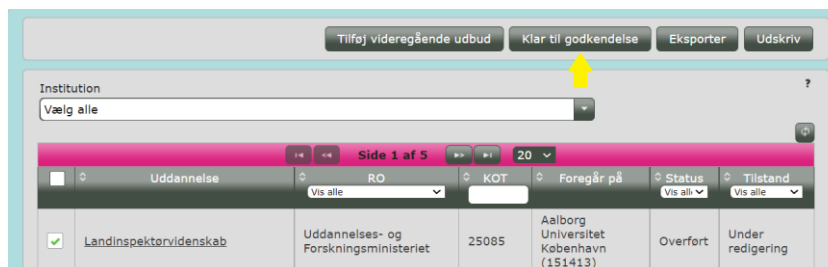 Tilføj videregående udbud Klar til godkendelse Eksporter Udskriv
Institution ?
Vælg alle
Side 1 af 5 20
Uddannelse RO KOT Foregår på Status Tilstand
Vis alle Vis alle Vis alle
Landinspektørvidenskab Uddannelses- og Forskningsministeriet 25085 Aalborg Universitet København (151413) Overført Under redigering